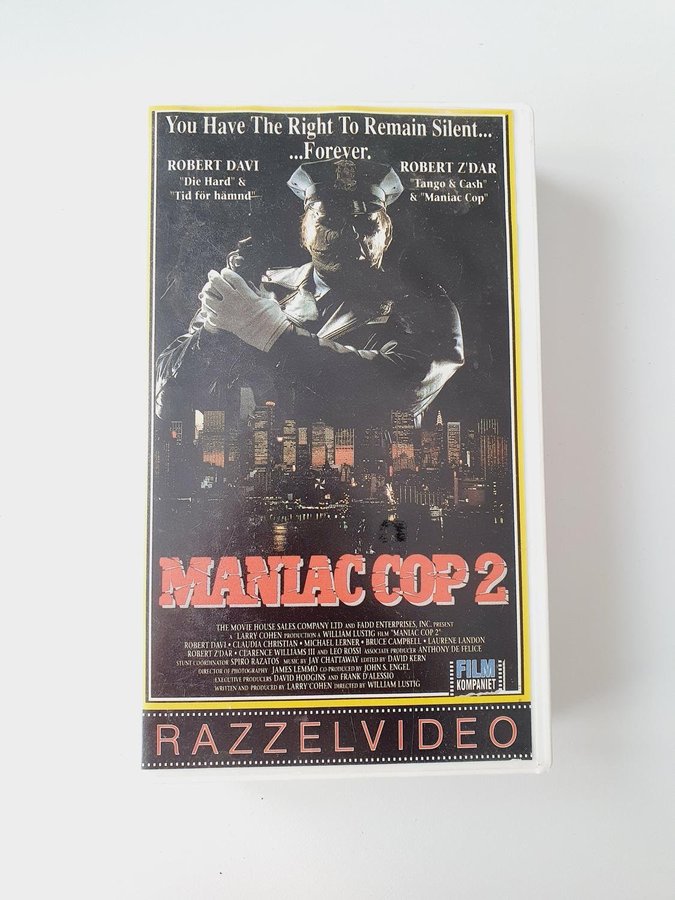 You Have The Right To Remain Silent...
...Forever.
ROBERT DAVI
"Die Hard" &
"Tid för hämnd"
ROBERT Z'DAR
"Tango & Cash"
& "Maniac Cop"
MANIAC COP 2
THE MOVIE HOUSE SALES COMPANY LTD AND FADD ENTERPRISES, INC. PRESENT
A LARRY COHEN PRODUCTION A WILLIAM LUSTIG FILM "MANIAC COP 2"
ROBERT DAVI • CLAUDIA CHRISTIAN • MICHAEL LERNER • BRUCE CAMPBELL • LAURENE LANDON
ROBERT Z'DAR • CLARENCE WILLIAMS III AND LEO ROSSI ASSOCIATE PRODUCER ANTHONY DE FELICE
STUNT COORDINATOR SPIRO RAZATOS MUSIC BY JAY CHATTAWAY EDITED BY DAVID KERN
DIRECTOR OF PHOTOGRAPHY JAMES LEMMO CO-PRODUCED BY JOHN S. ENGEL
EXECUTIVE PRODUCERS DAVID HODGINS AND FRANK D'ALESSIO
WRITTEN AND PRODUCED BY LARRY COHEN DIRECTED BY WILLIAM LUSTIG
FILM
KOMPANIET
RAZZELVIDEO